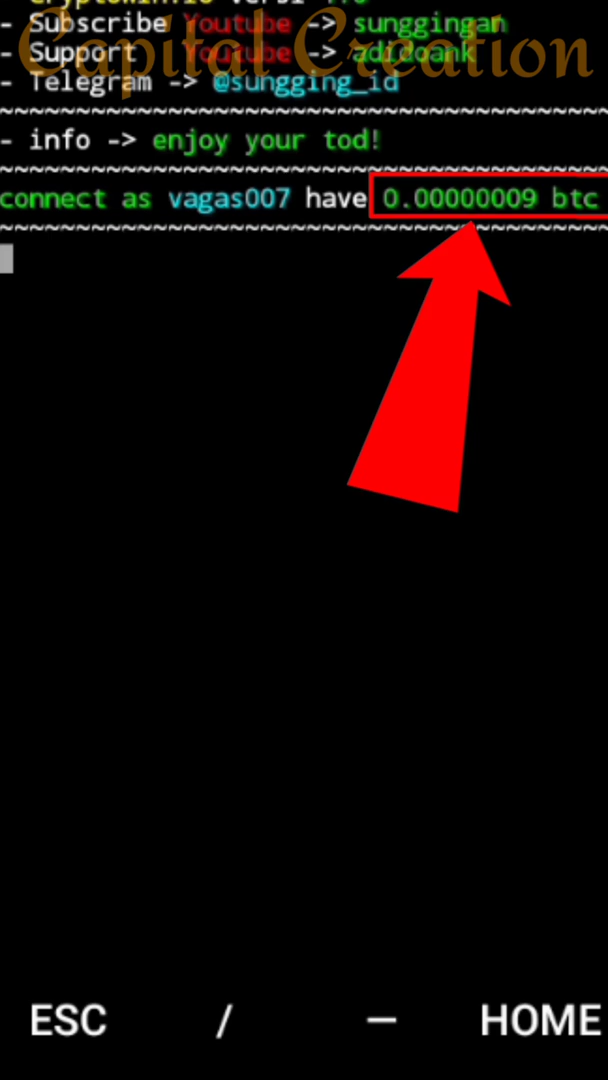 Capital Creation
- Subscribe Youtube -> sunggingan
- Support Youtube -> adidoank
- Telegram -> @sungging_id
~~~~~~~~~~~~~~~~~~~~~~~~~~~~~~~~~~~~~~~
- info -> enjoy your tod!
~~~~~~~~~~~~~~~~~~~~~~~~~~~~~~~~~~~~~~~
connect as vagas007 have 0.00000009 btc
~~~~~~~~~~~~~~~~~~~~~~~~~~~~~~~~~~~~~~~
ESC / — HOME